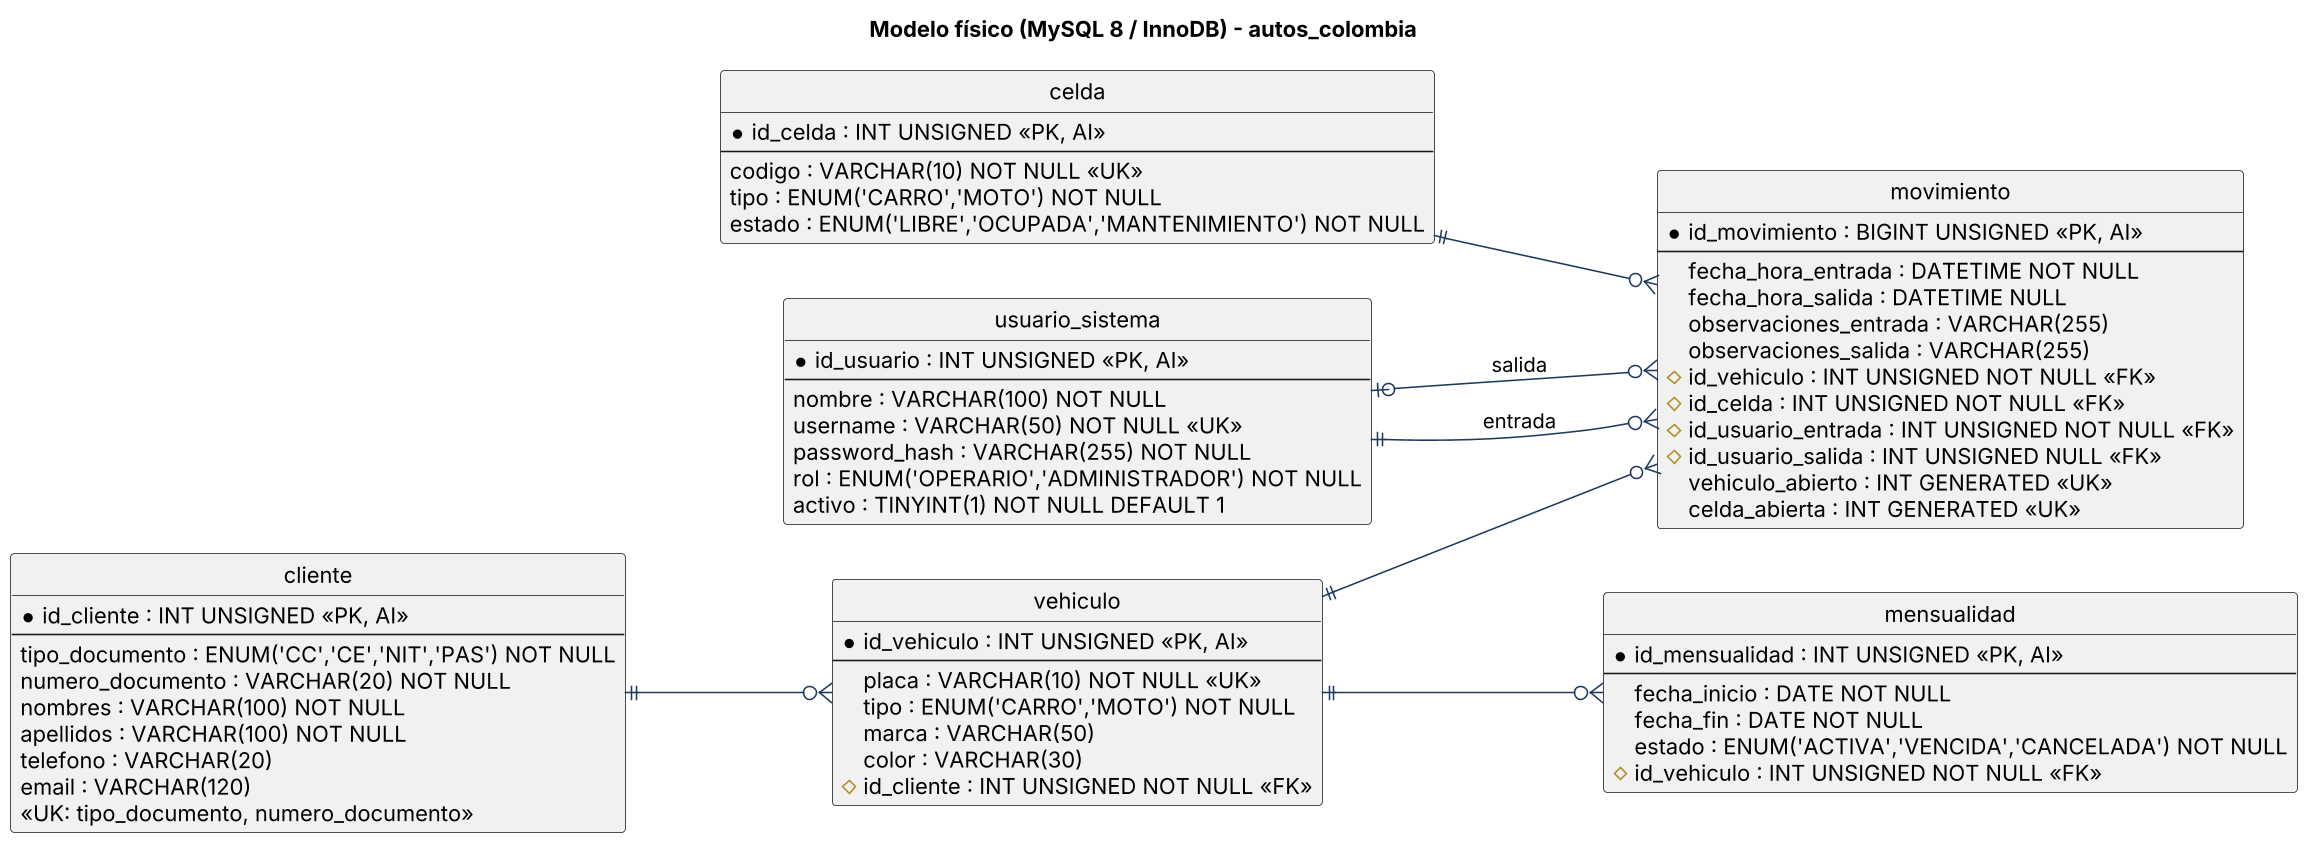 Modelo físico (MySQL 8 / InnoDB) - autos_colombia
celda
id_celda : INT UNSIGNED «PK, AI»
codigo : VARCHAR(10) NOT NULL «UK»
tipo : ENUM('CARRO','MOTO') NOT NULL
estado : ENUM('LIBRE','OCUPADA','MANTENIMIENTO') NOT NULL
movimiento
id_movimiento : BIGINT UNSIGNED «PK, AI»
fecha_hora_entrada : DATETIME NOT NULL
fecha_hora_salida : DATETIME NULL
observaciones_entrada : VARCHAR(255)
observaciones_salida : VARCHAR(255)
id_vehiculo : INT UNSIGNED NOT NULL «FK»
id_celda : INT UNSIGNED NOT NULL «FK»
id_usuario_entrada : INT UNSIGNED NOT NULL «FK»
id_usuario_salida : INT UNSIGNED NULL «FK»
vehiculo_abierto : INT GENERATED «UK»
celda_abierta : INT GENERATED «UK»
usuario_sistema
id_usuario : INT UNSIGNED «PK, AI»
nombre : VARCHAR(100) NOT NULL
username : VARCHAR(50) NOT NULL «UK»
password_hash : VARCHAR(255) NOT NULL
rol : ENUM('OPERARIO','ADMINISTRADOR') NOT NULL
activo : TINYINT(1) NOT NULL DEFAULT 1
salida
entrada
cliente
id_cliente : INT UNSIGNED «PK, AI»
tipo_documento : ENUM('CC','CE','NIT','PAS') NOT NULL
numero_documento : VARCHAR(20) NOT NULL
nombres : VARCHAR(100) NOT NULL
apellidos : VARCHAR(100) NOT NULL
telefono : VARCHAR(20)
email : VARCHAR(120)
«UK: tipo_documento, numero_documento»
vehiculo
id_vehiculo : INT UNSIGNED «PK, AI»
placa : VARCHAR(10) NOT NULL «UK»
tipo : ENUM('CARRO','MOTO') NOT NULL
marca : VARCHAR(50)
color : VARCHAR(30)
id_cliente : INT UNSIGNED NOT NULL «FK»
mensualidad
id_mensualidad : INT UNSIGNED «PK, AI»
fecha_inicio : DATE NOT NULL
fecha_fin : DATE NOT NULL
estado : ENUM('ACTIVA','VENCIDA','CANCELADA') NOT NULL
id_vehiculo : INT UNSIGNED NOT NULL «FK»